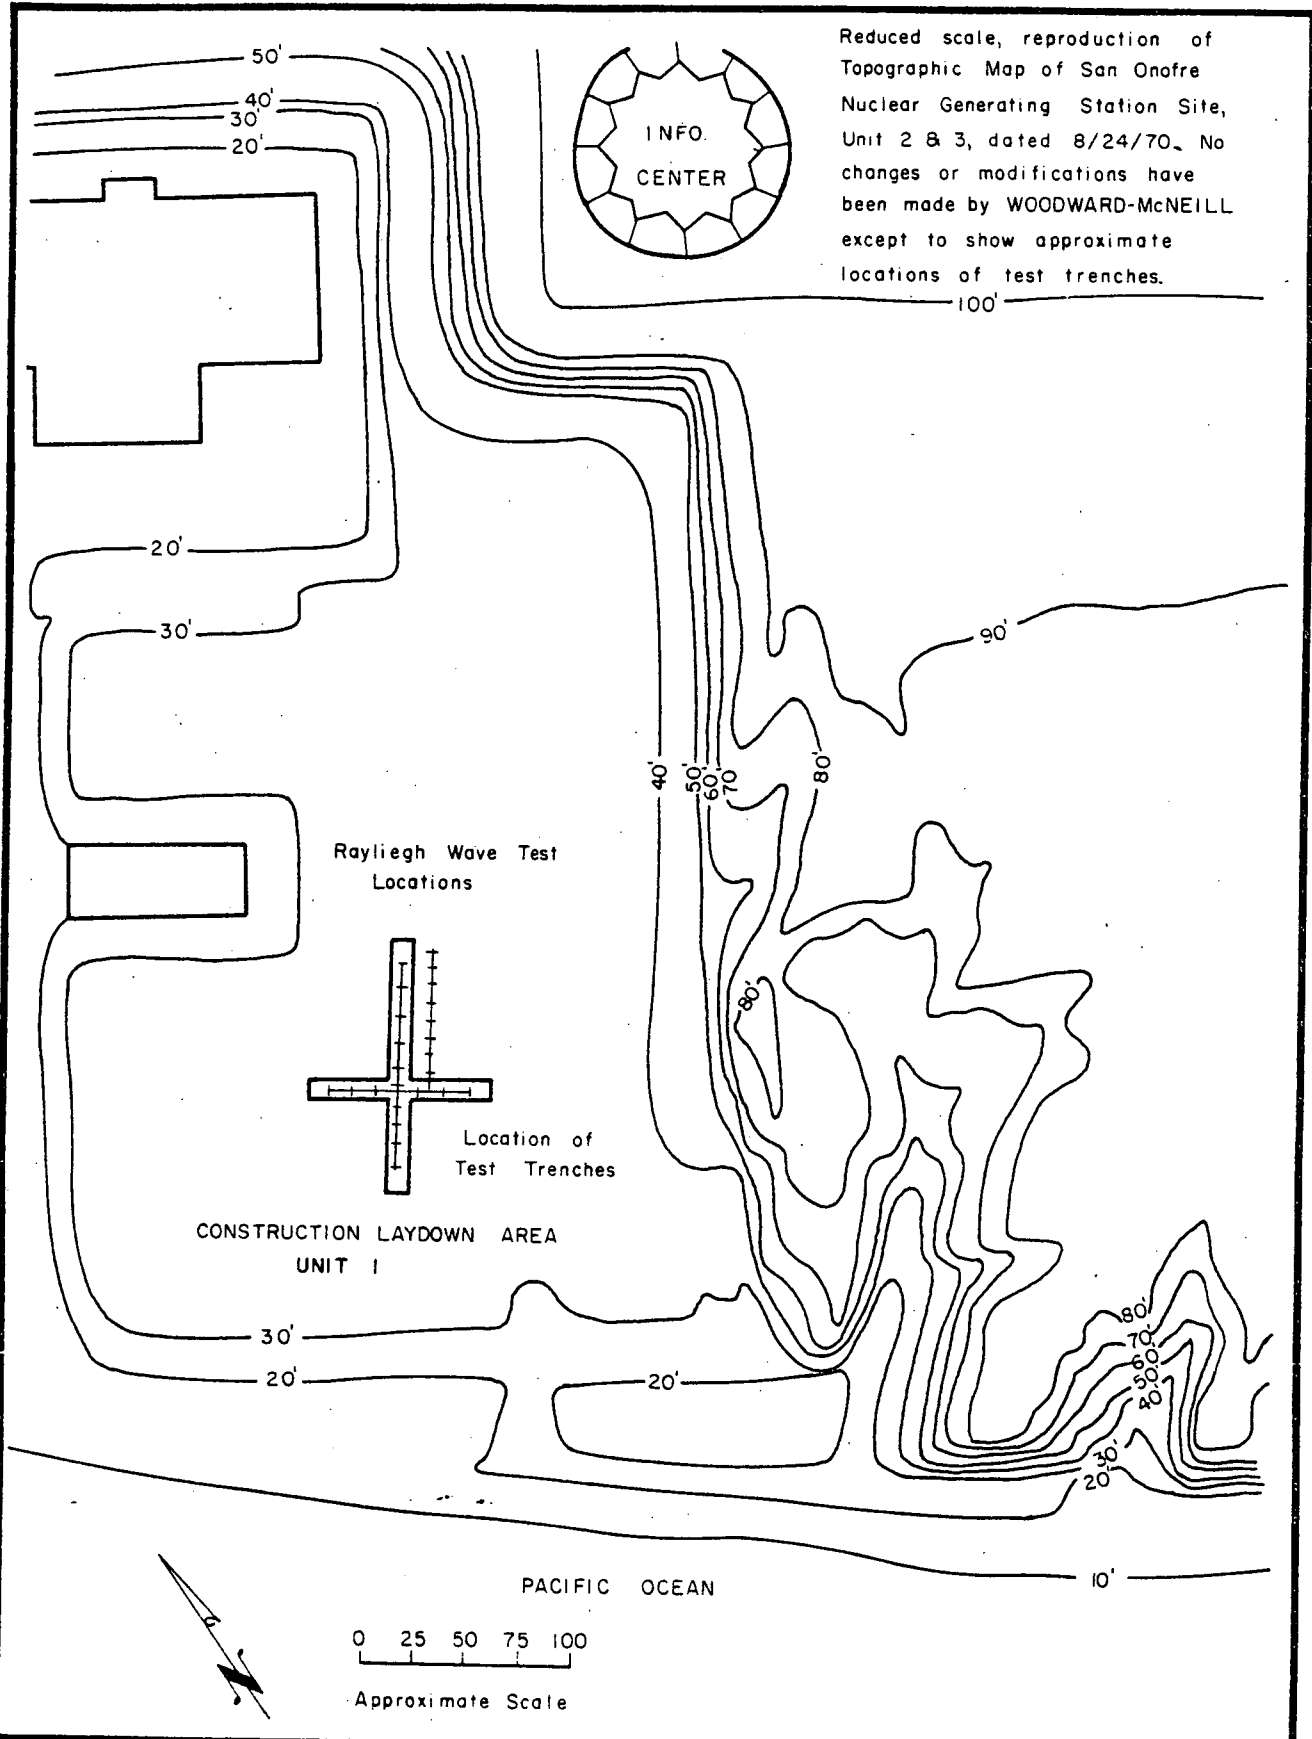 Reduced scale, reproduction of
Topographic Map of San Onofre
Nuclear Generating Station Site,
Unit 2 & 3, dated 8/24/70. No
changes or modifications have
been made by WOODWARD-McNEILL
except to show approximate
locations of test trenches.
INFO.
CENTER
50'
40'
30'
20'
100'
20'
30'
90'
40'
50'
60'
70'
80'
Rayliegh Wave Test
Locations
80'
Location of
Test Trenches
CONSTRUCTION LAYDOWN AREA
UNIT 1
30'
20'
20'
80'
70'
60'
50'
40'
30'
20'
10'
PACIFIC OCEAN
0 25 50 75 100
Approximate Scale